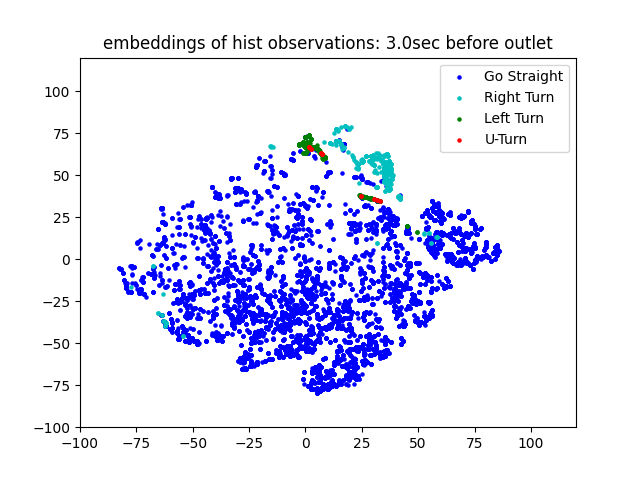 embeddings of hist observations: 3.0sec before outlet
Go Straight
Right Turn
Left Turn
U-Turn
100
75
50
25
0
−25
−50
−75
−100
−100 −75 −50 −25 0 25 50 75 100